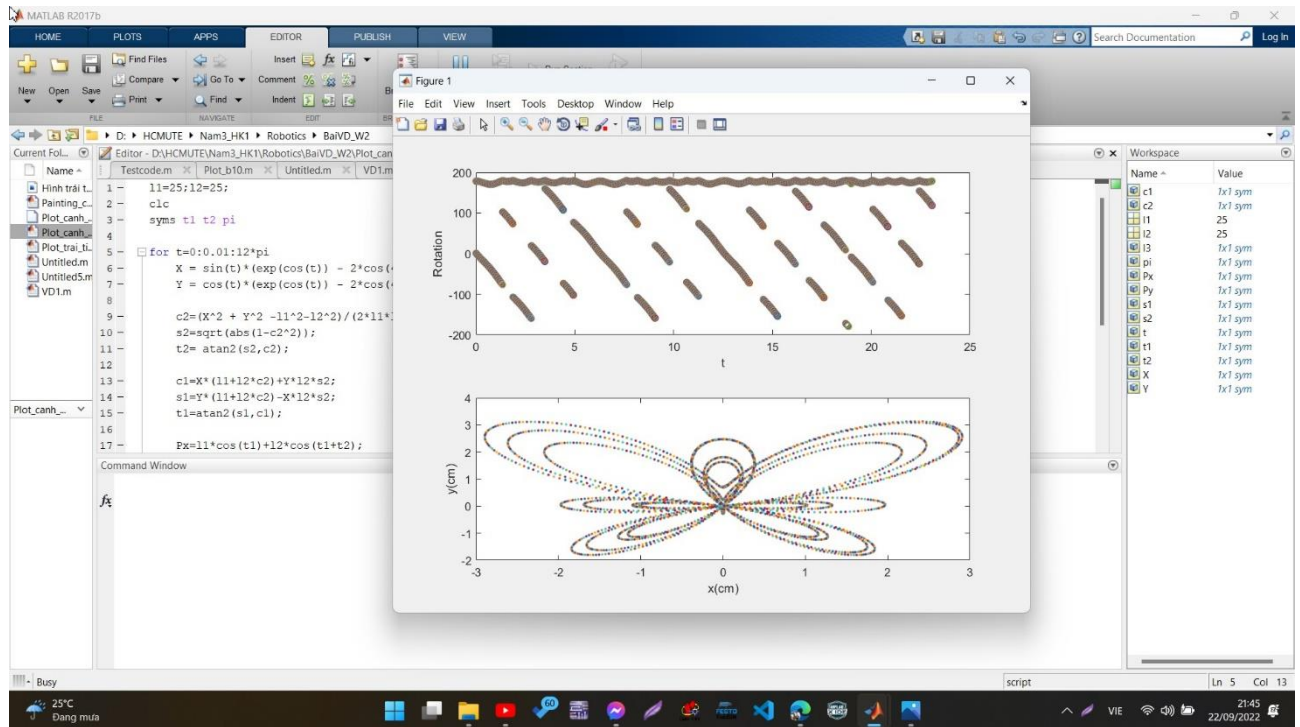 MATLAB R2017b
HOME PLOTS APPS EDITOR PUBLISH VIEW Search Documentation Log In
New Open Save
Find Files
Compare
Print
FILE
Go To
Find
NAVIGATE
Insert fx
Comment %
Indent
EDIT
D: ▸ HCMUTE ▸ Nam3_HK1 ▸ Robotics ▸ BaiVD_W2
Current Fol...
Name
Hình trái t...
Painting_c...
Plot_canh_...
Plot_canh_...
Plot_trai_ti...
Untitled.m
Untitled5.m
VD1.m
Plot_canh_...
Editor - D:\HCMUTE\Nam3_HK1\Robotics\BaiVD_W2\Plot_can
Testcode.m Plot_b10.m Untitled.m VD1.m
1 - l1=25;l2=25;
2 - clc
3 - syms t1 t2 pi
4
5 - for t=0:0.01:12*pi
6 - X = sin(t)*(exp(cos(t)) - 2*cos(
7 - Y = cos(t)*(exp(cos(t)) - 2*cos(
8
9 - c2=(X^2 + Y^2 -l1^2-l2^2)/(2*l1*
10 - s2=sqrt(abs(1-c2^2));
11 - t2= atan2(s2,c2);
12
13 - c1=X*(l1+l2*c2)+Y*l2*s2;
14 - s1=Y*(l1+l2*c2)-X*l2*s2;
15 - t1=atan2(s1,c1);
16
17 - Px=l1*cos(t1)+l2*cos(t1+t2);
Command Window
fx
Figure 1
File Edit View Insert Tools Desktop Window Help
200
100
0
-100
-200
Rotation
0 5 10 15 20 25
t
4
3
2
1
0
-1
-2
y(cm)
-3 -2 -1 0 1 2 3
x(cm)
Workspace
Name Value
c1 1x1 sym
c2 1x1 sym
l1 25
l2 25
l3 1x1 sym
pi 1x1 sym
Px 1x1 sym
Py 1x1 sym
s1 1x1 sym
s2 1x1 sym
t 1x1 sym
t1 1x1 sym
t2 1x1 sym
X 1x1 sym
Y 1x1 sym
Busy
script
Ln 5 Col 13
25°C
Đang mưa
60
FESTO
VIE
21:45
22/09/2022